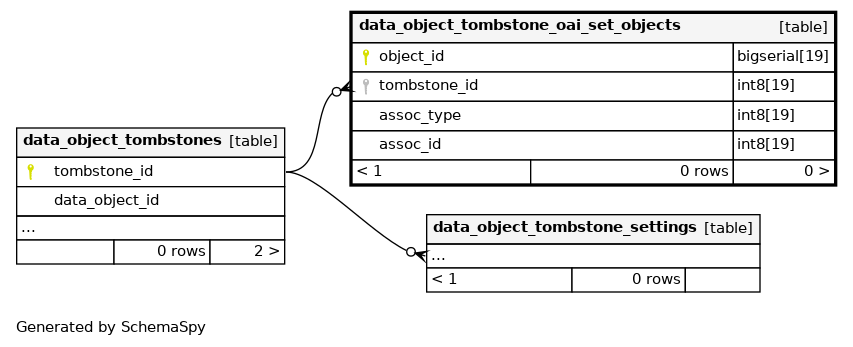 data_object_tombstone_oai_set_objects [table]
object_id bigserial[19]
tombstone_id int8[19]
assoc_type int8[19]
assoc_id int8[19]
< 1 0 rows 0 >
data_object_tombstones [table]
tombstone_id
data_object_id
...
0 rows 2 >
data_object_tombstone_settings [table]
...
< 1 0 rows
Generated by SchemaSpy